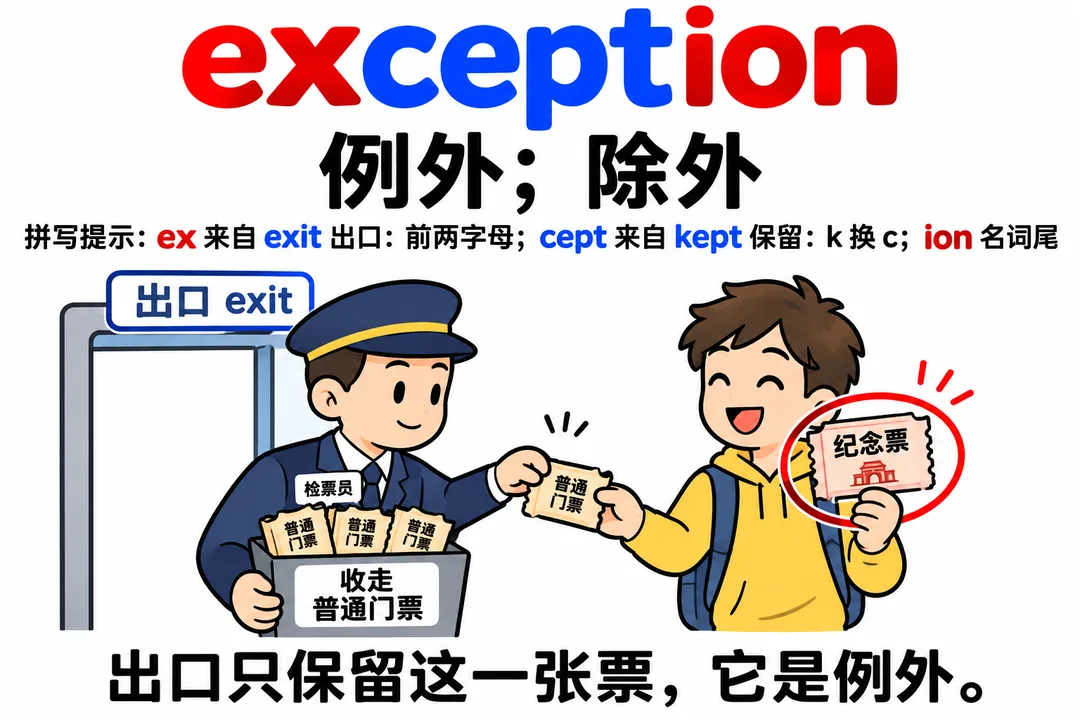 exception
例外；除外
拼写提示：ex 来自 exit 出口：前两字母；cept 来自 kept 保留：k 换 c；ion 名词尾
出口 exit
纪念票
普通
门票
检票员
普通
门票
普通
门票
普通
门票
收走
普通门票
出口只保留这一张票，它是例外。